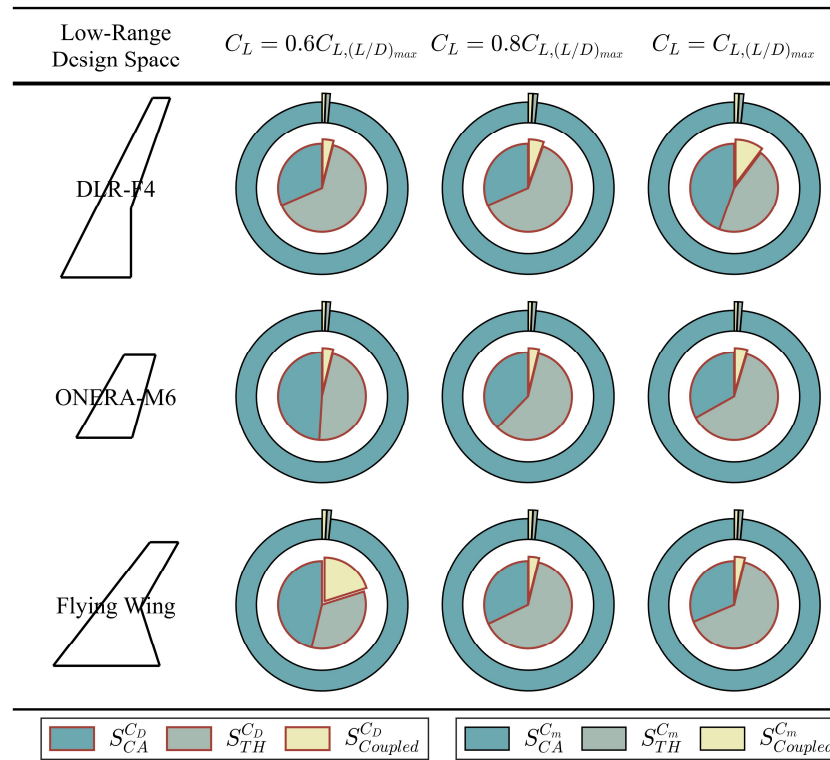 Low-Range
Design Space
C_L = 0.6C_{L,(L/D)_{max}}
C_L = 0.8C_{L,(L/D)_{max}}
C_L = C_{L,(L/D)_{max}}
DLR-F4
ONERA-M6
Flying Wing
S_{CA}^{C_D} S_{TH}^{C_D} S_{Coupled}^{C_D} S_{CA}^{C_m} S_{TH}^{C_m} S_{Coupled}^{C_m}